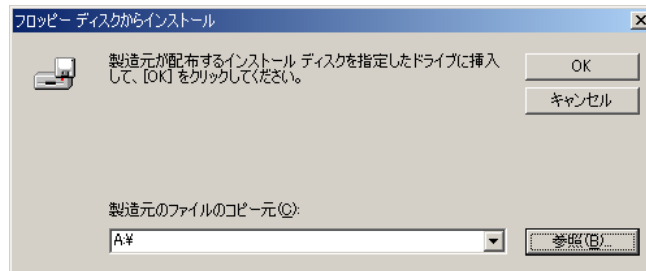 フロッピー ディスクからインストール
製造元が配布するインストール ディスクを指定したドライブに挿入
して、[OK] をクリックしてください。
OK
キャンセル
製造元のファイルのコピー元(C):
A:¥
参照(B)...